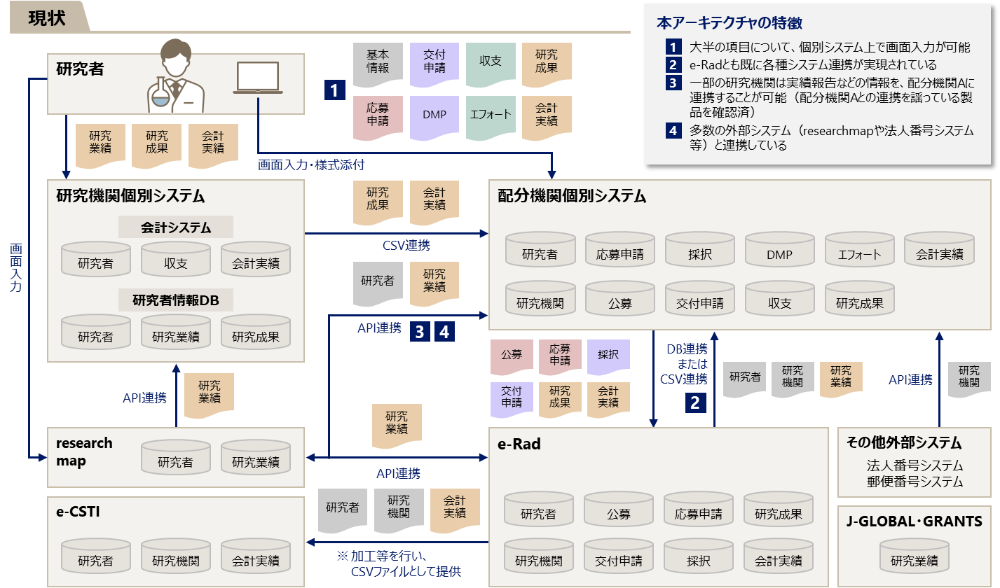 現状
本アーキテクチャの特徴
1 大半の項目について、個別システム上で画面入力が可能
2 e-Radとも既に各種システム連携が実現されている
3 一部の研究機関は実績報告などの情報を、配分機関Aに
連携することが可能（配分機関Aとの連携を謡っている製
品を確認済）
4 多数の外部システム（researchmapや法人番号システム
等）と連携している
研究者
1
基本
情報
交付
申請
収支
研究
成果
応募
申請
DMP
エフォート
会計
実績
研究
業績
研究
成果
会計
実績
画面入力・様式添付
画面入力
研究機関個別システム
会計システム
研究者
収支
会計実績
研究者情報DB
研究者
研究業績
研究成果
研究
成果
会計
実績
CSV連携
研究者
研究
業績
API連携
3
4
配分機関個別システム
研究者
応募申請
採択
DMP
エフォート
会計実績
研究機関
公募
交付申請
収支
研究成果
API連携
研究
業績
公募
応募
申請
採択
交付
申請
研究
成果
会計
実績
DB連携
または
CSV連携
2
研究者
研究
機関
研究
業績
API連携
研究
機関
research
map
研究者
研究業績
研究
業績
API連携
e-Rad
研究者
公募
応募申請
研究成果
研究機関
交付申請
採択
会計実績
その他外部システム
法人番号システム
郵便番号システム
e-CSTI
研究者
研究機関
会計実績
研究者
研究
機関
会計
実績
※ 加工等を行い、
CSVファイルとして提供
J-GLOBAL・GRANTS
研究業績